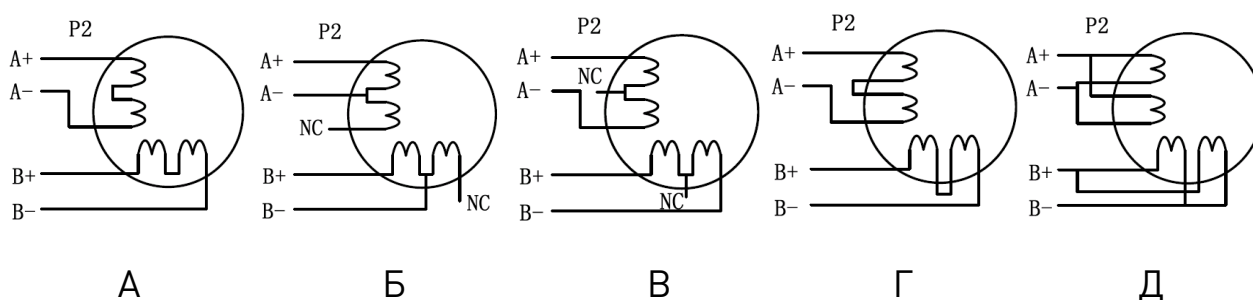 P2
A+
A-
B+
B-
А
P2
A+
A-
NC
B+
B-
NC
Б
P2
A+
NC
A-
B+
NC
B-
В
P2
A+
A-
B+
B-
Г
P2
A+
A-
B+
B-
Д